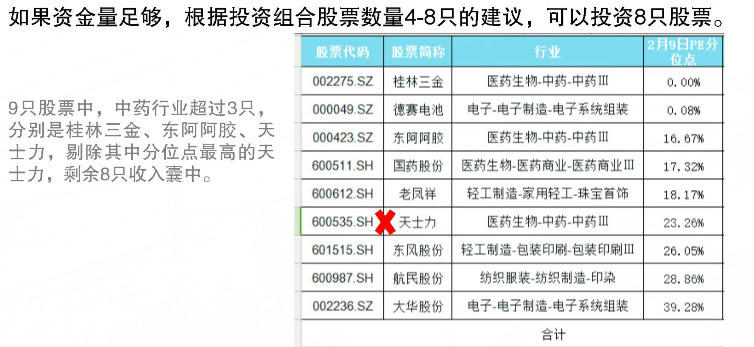 如果资金量足够，根据投资组合股票数量4-8只的建议，可以投资8只股票。
9只股票中，中药行业超过3只，
分别是桂林三金、东阿阿胶、天
士力，剔除其中分位点最高的天
士力，剩余8只收入囊中。
股票代码 股票简称 行业 2月9日PE分位点
002275.SZ 桂林三金 医药生物-中药-中药Ⅲ 0.00%
000049.SZ 德赛电池 电子-电子制造-电子系统组装 0.08%
000423.SZ 东阿阿胶 医药生物-中药-中药Ⅲ 16.67%
600511.SH 国药股份 医药生物-医药商业-医药商业Ⅲ 17.32%
600612.SH 老凤祥 轻工制造-家用轻工-珠宝首饰 18.17%
600535.SH 天士力 医药生物-中药-中药Ⅲ 23.26%
601515.SH 东风股份 轻工制造-包装印刷-包装印刷Ⅲ 26.05%
600987.SH 航民股份 纺织服装-纺织制造-印染 28.86%
002236.SZ 大华股份 电子-电子制造-电子系统组装 39.28%
合计